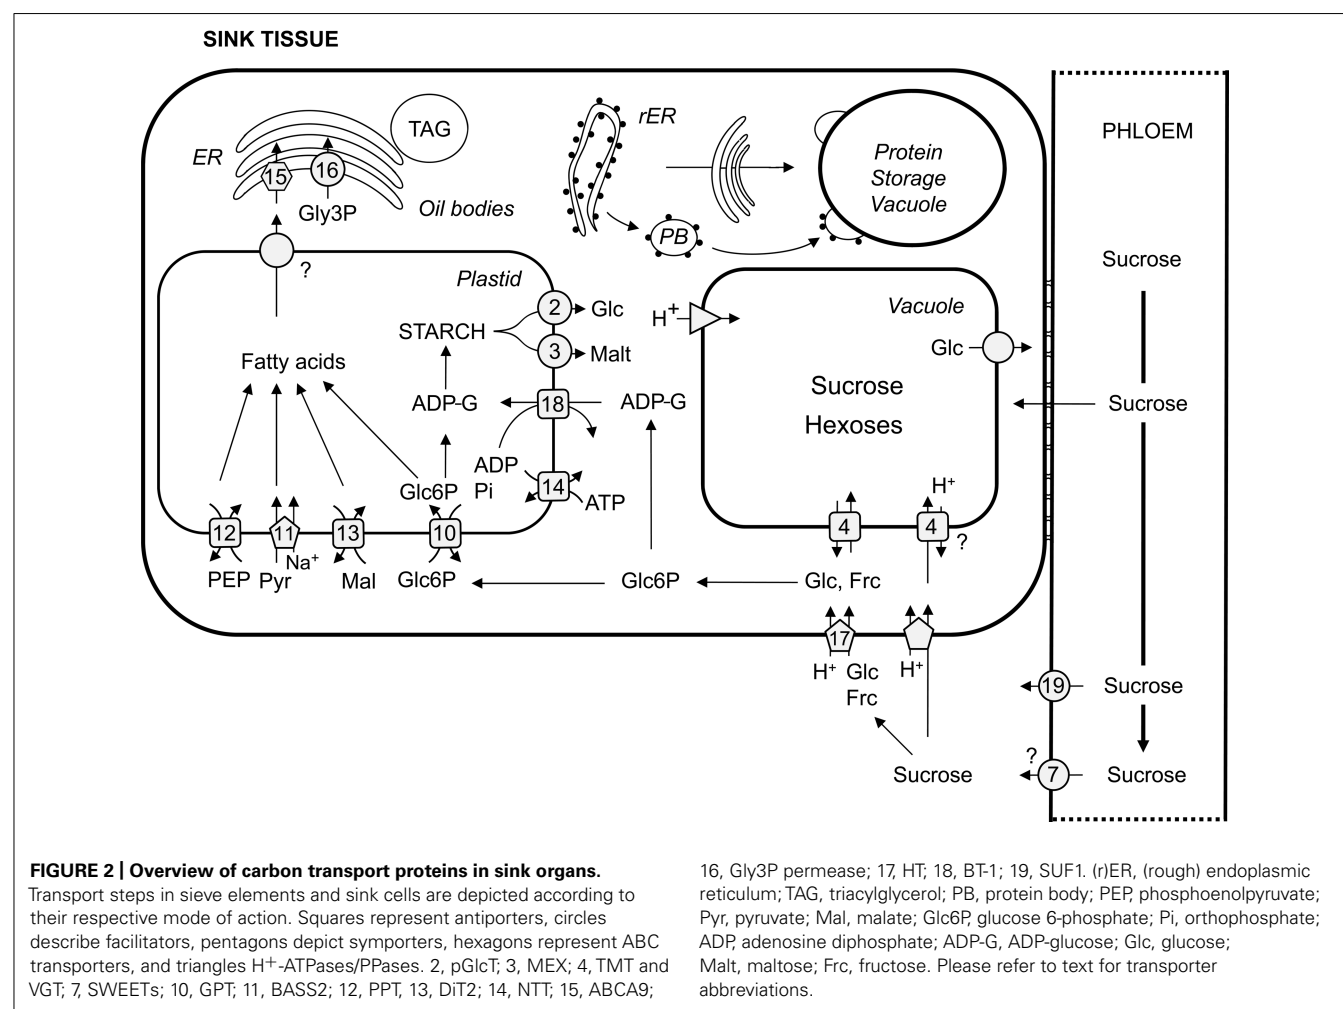 SINK TISSUE
TAG
rER
PHLOEM
ER
15
16
Gly3P
Oil bodies
Protein
Storage
Vacuole
PB
?
Plastid
Sucrose
STARCH
2
Glc
3
Malt
H+
Vacuole
Glc
Fatty acids
Sucrose
Hexoses
ADP-G
18
ADP-G
Sucrose
ADP
Pi
Glc6P
14
ATP
H+
12
11
13
10
4
4
?
Na+
PEP
Pyr
Mal
Glc6P
Glc6P
Glc, Frc
17
H+
Glc
Frc
H+
19
Sucrose
Sucrose
?
7
Sucrose
FIGURE 2 | Overview of carbon transport proteins in sink organs.
Transport steps in sieve elements and sink cells are depicted according to
their respective mode of action. Squares represent antiporters, circles
describe facilitators, pentagons depict symporters, hexagons represent ABC
transporters, and triangles H+-ATPases/PPases. 2, pGlcT; 3, MEX; 4, TMT and
VGT; 7, SWEETs; 10, GPT; 11, BASS2; 12, PPT, 13, DiT2; 14, NTT; 15, ABCA9;
16, Gly3P permease; 17, HT; 18, BT-1; 19, SUF1. (r)ER, (rough) endoplasmic
reticulum; TAG, triacylglycerol; PB, protein body; PEP, phosphoenolpyruvate;
Pyr, pyruvate; Mal, malate; Glc6P, glucose 6-phosphate; Pi, orthophosphate;
ADP, adenosine diphosphate; ADP-G, ADP-glucose; Glc, glucose;
Malt, maltose; Frc, fructose. Please refer to text for transporter
abbreviations.